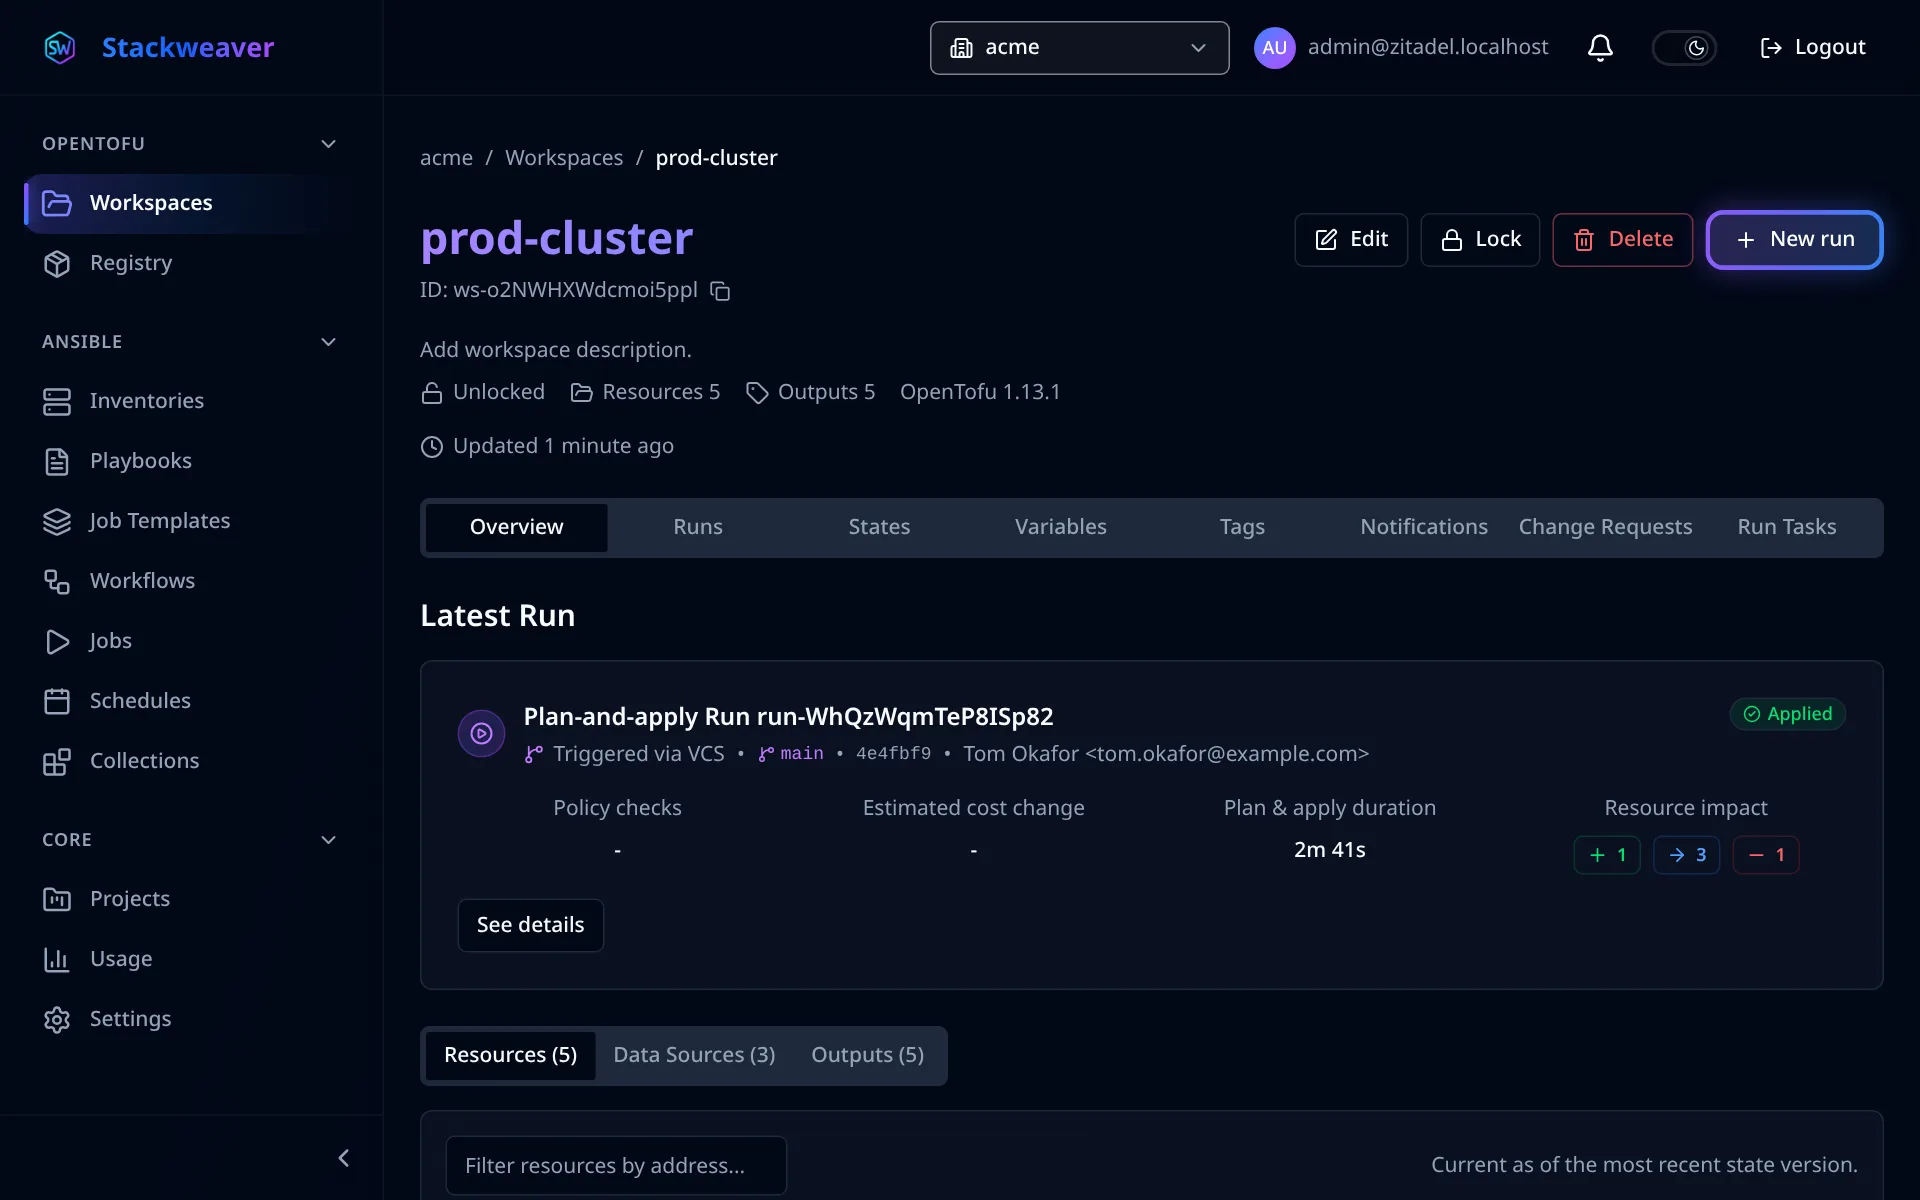 SW Stackweaver
acme
AU admin@zitadel.localhost
Logout
OPENTOFU
Workspaces
Registry
ANSIBLE
Inventories
Playbooks
Job Templates
Workflows
Jobs
Schedules
Collections
CORE
Projects
Usage
Settings
acme / Workspaces / prod-cluster
prod-cluster
Edit
Lock
Delete
New run
ID: ws-o2NWHXWdcmoi5ppl
Add workspace description.
Unlocked Resources 5 Outputs 5 OpenTofu 1.13.1
Updated 1 minute ago
Overview Runs States Variables Tags Notifications Change Requests Run Tasks
Latest Run
Plan-and-apply Run run-WhQzWqmTeP8ISp82
Applied
Triggered via VCS • main • 4e4fbf9 • Tom Okafor <tom.okafor@example.com>
Policy checks Estimated cost change Plan & apply duration Resource impact
- - 2m 41s + 1 → 3 − 1
See details
Resources (5) Data Sources (3) Outputs (5)
Filter resources by address...
Current as of the most recent state version.